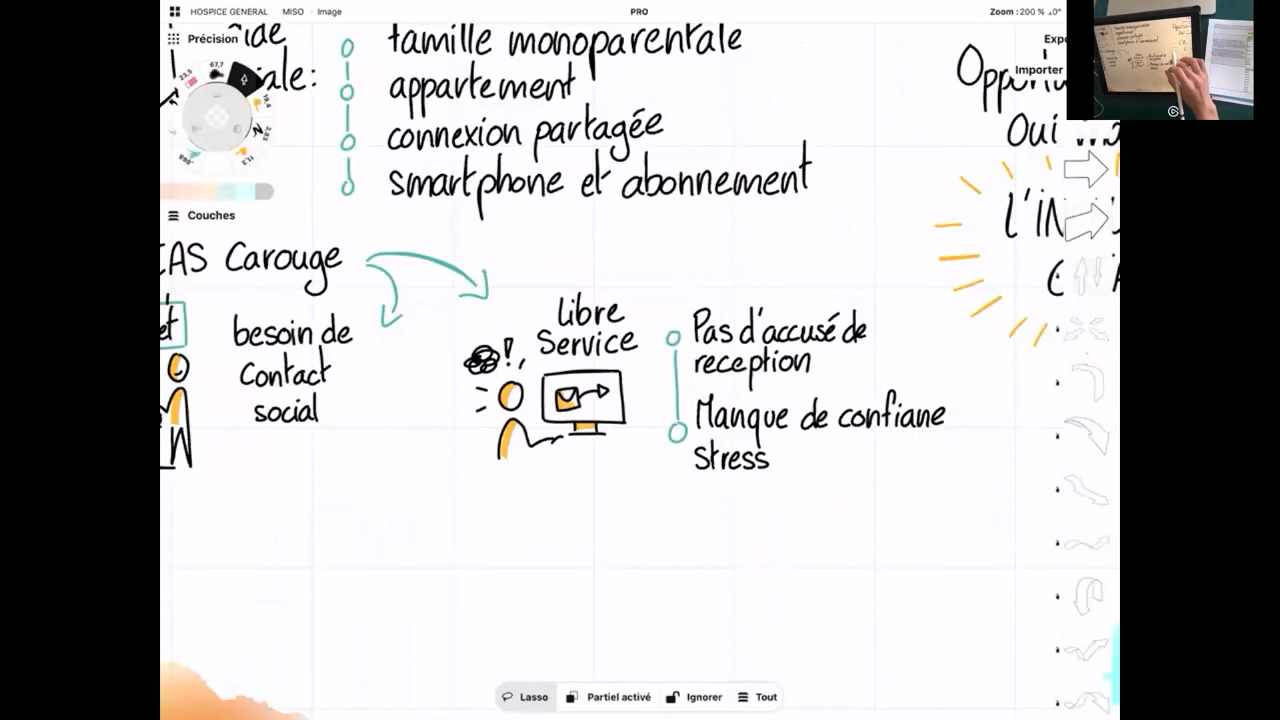 HOSPICE GENERAL MISO Image PRO Zoom : 200 %
Précision
Couches
ale:
famille monoparentale
appartement
connexion partagée
smartphone et abonnement
Importer
Oui
CAS Carouge
besoin de
Contact
social
Libre
Service
!
Pas d'accusé de
reception
Manque de confiane
stress
Lasso Partiel activé Ignorer Tout